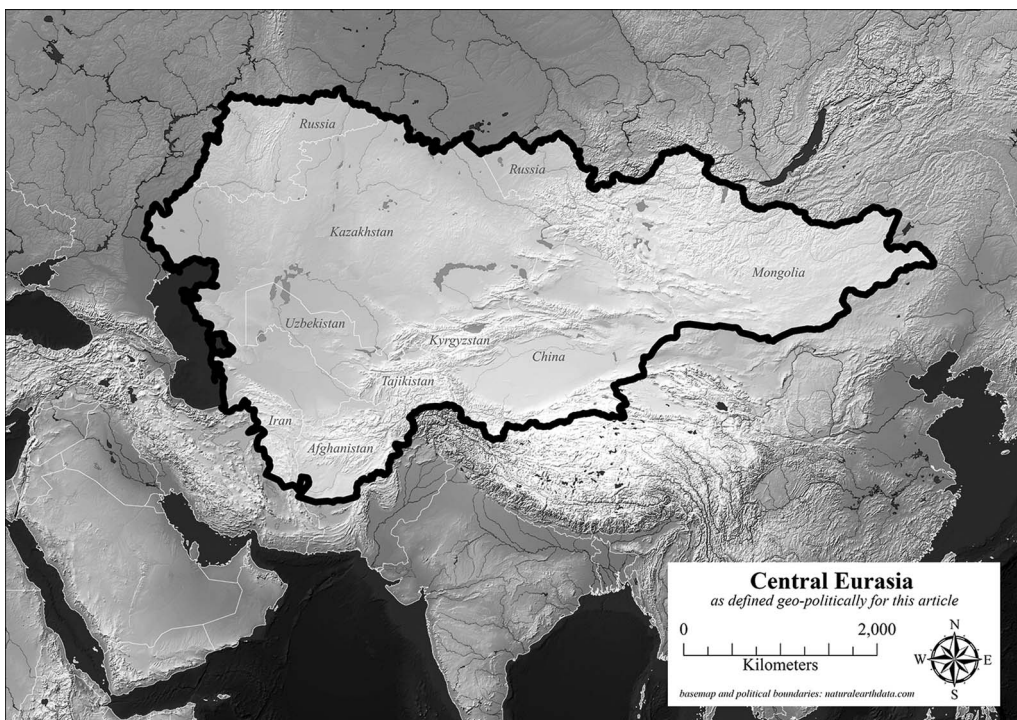 Russia
Russia
Kazakhstan
Mongolia
Uzbekistan
Kyrgyzstan
China
Tajikistan
Iran
Afghanistan
Central Eurasia
as defined geo-politically for this article
0 2,000
Kilometers
N
W E
S
basemap and political boundaries: naturalearthdata.com